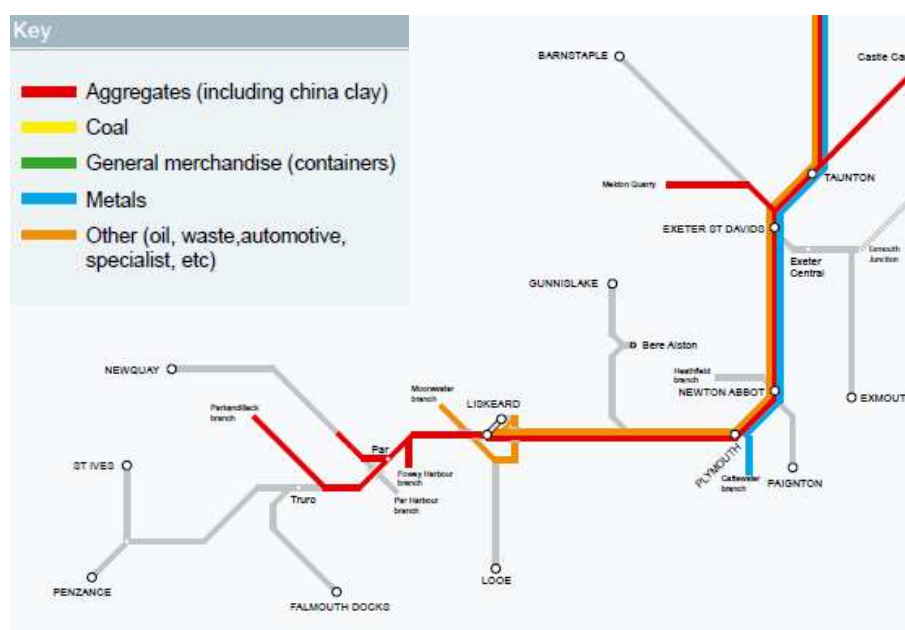 Key
Aggregates (including china clay)
Coal
General merchandise (containers)
Metals
Other (oil, waste,automotive,
specialist, etc)
BARNSTAPLE
Castle Ca
TAUNTON
Meldon Quarry
EXETER ST DAVIDS
Exeter
Central
Exmouth
Junction
GUNNISLAKE
Bere Alston
NEWQUAY
Moorswater
branch
Heathfield
branch
NEWTON ABBOT
EXMOUT
LISKEARD
Parkandillack
branch
Par
ST IVES
Fowey Harbour
branch
PLYMOUTH
Cattewater
branch
PAIGNTON
Truro
Par Harbour
branch
PENZANCE
FALMOUTH DOCKS
LOOE